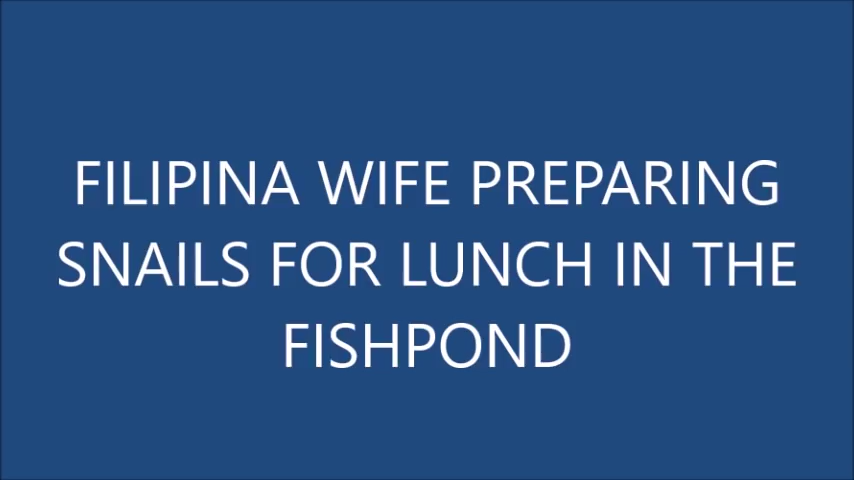 FILIPINA WIFE PREPARING
SNAILS FOR LUNCH IN THE
FISHPOND